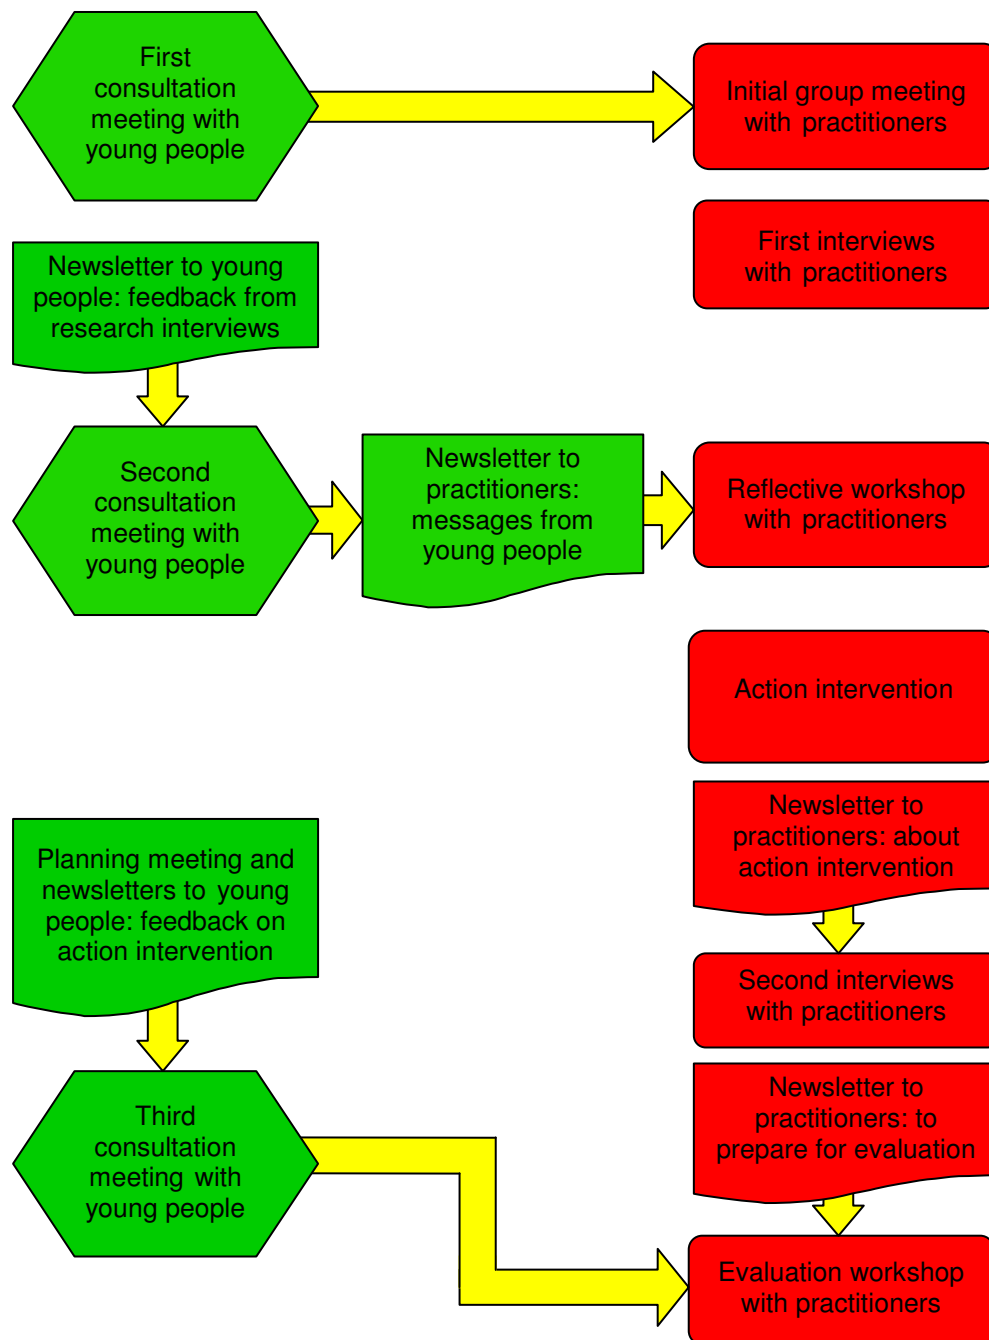 First
consultation
meeting with
young people
Initial group meeting
with practitioners
First interviews
with practitioners
Newsletter to young
people: feedback from
research interviews
Second
consultation
meeting with
young people
Newsletter to
practitioners:
messages from
young people
Reflective workshop
with practitioners
Action intervention
Newsletter to
practitioners: about
action intervention
Planning meeting and
newsletters to young
people: feedback on
action intervention
Second interviews
with practitioners
Newsletter to
practitioners: to
prepare for evaluation
Third
consultation
meeting with
young people
Evaluation workshop
with practitioners